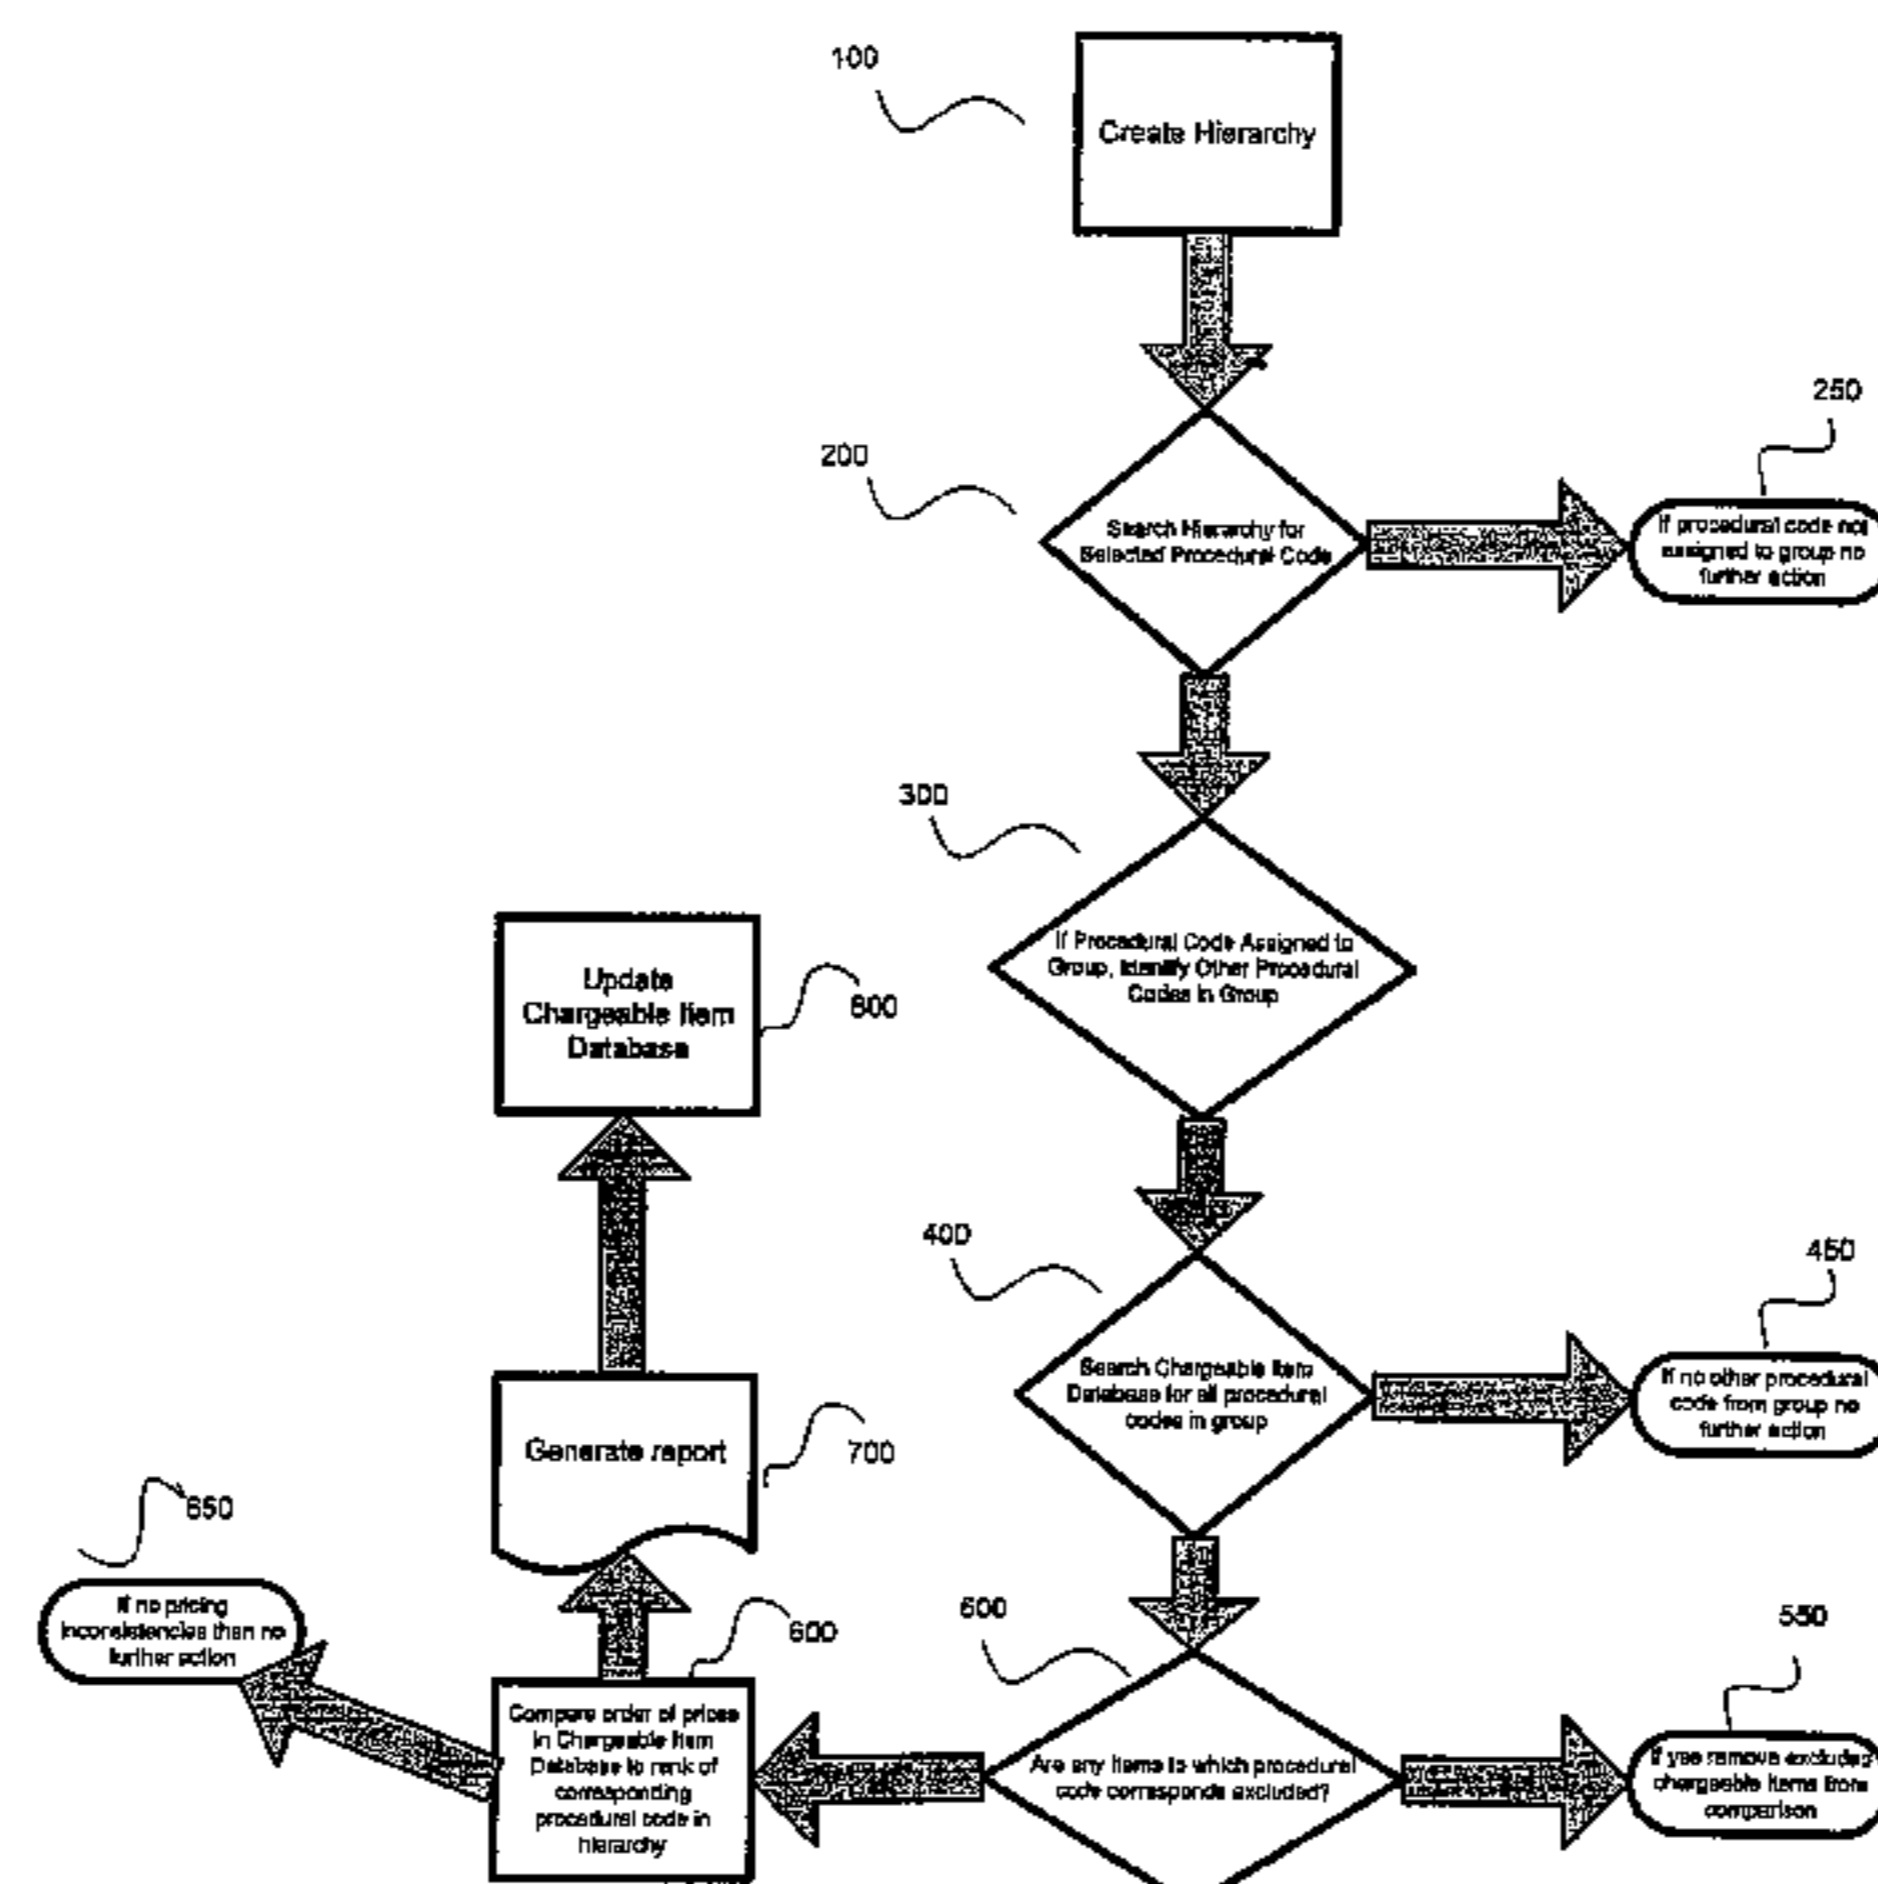 100
Create Hierarchy
250
200
Search Hierarchy for
Selected Procedural Code
If procedural code not
assigned to group no
further action
300
If Procedural Code Assigned to
Group, Identify Other Procedural
Codes in Group
Update
Chargeable Item
Database
800
400
450
Search Chargeable Item
Database for all procedural
codes in group
If no other procedural
code from group no
further action
Generate report
700
650
If no pricing
inconsistencies than no
further action
600
500
550
Compare order of prices
in Chargeable Item
Database to rank of
corresponding
procedural code in
hierarchy
Are any items to which procedural
code corresponds excluded?
If yes remove excluded
chargeable items from
comparison